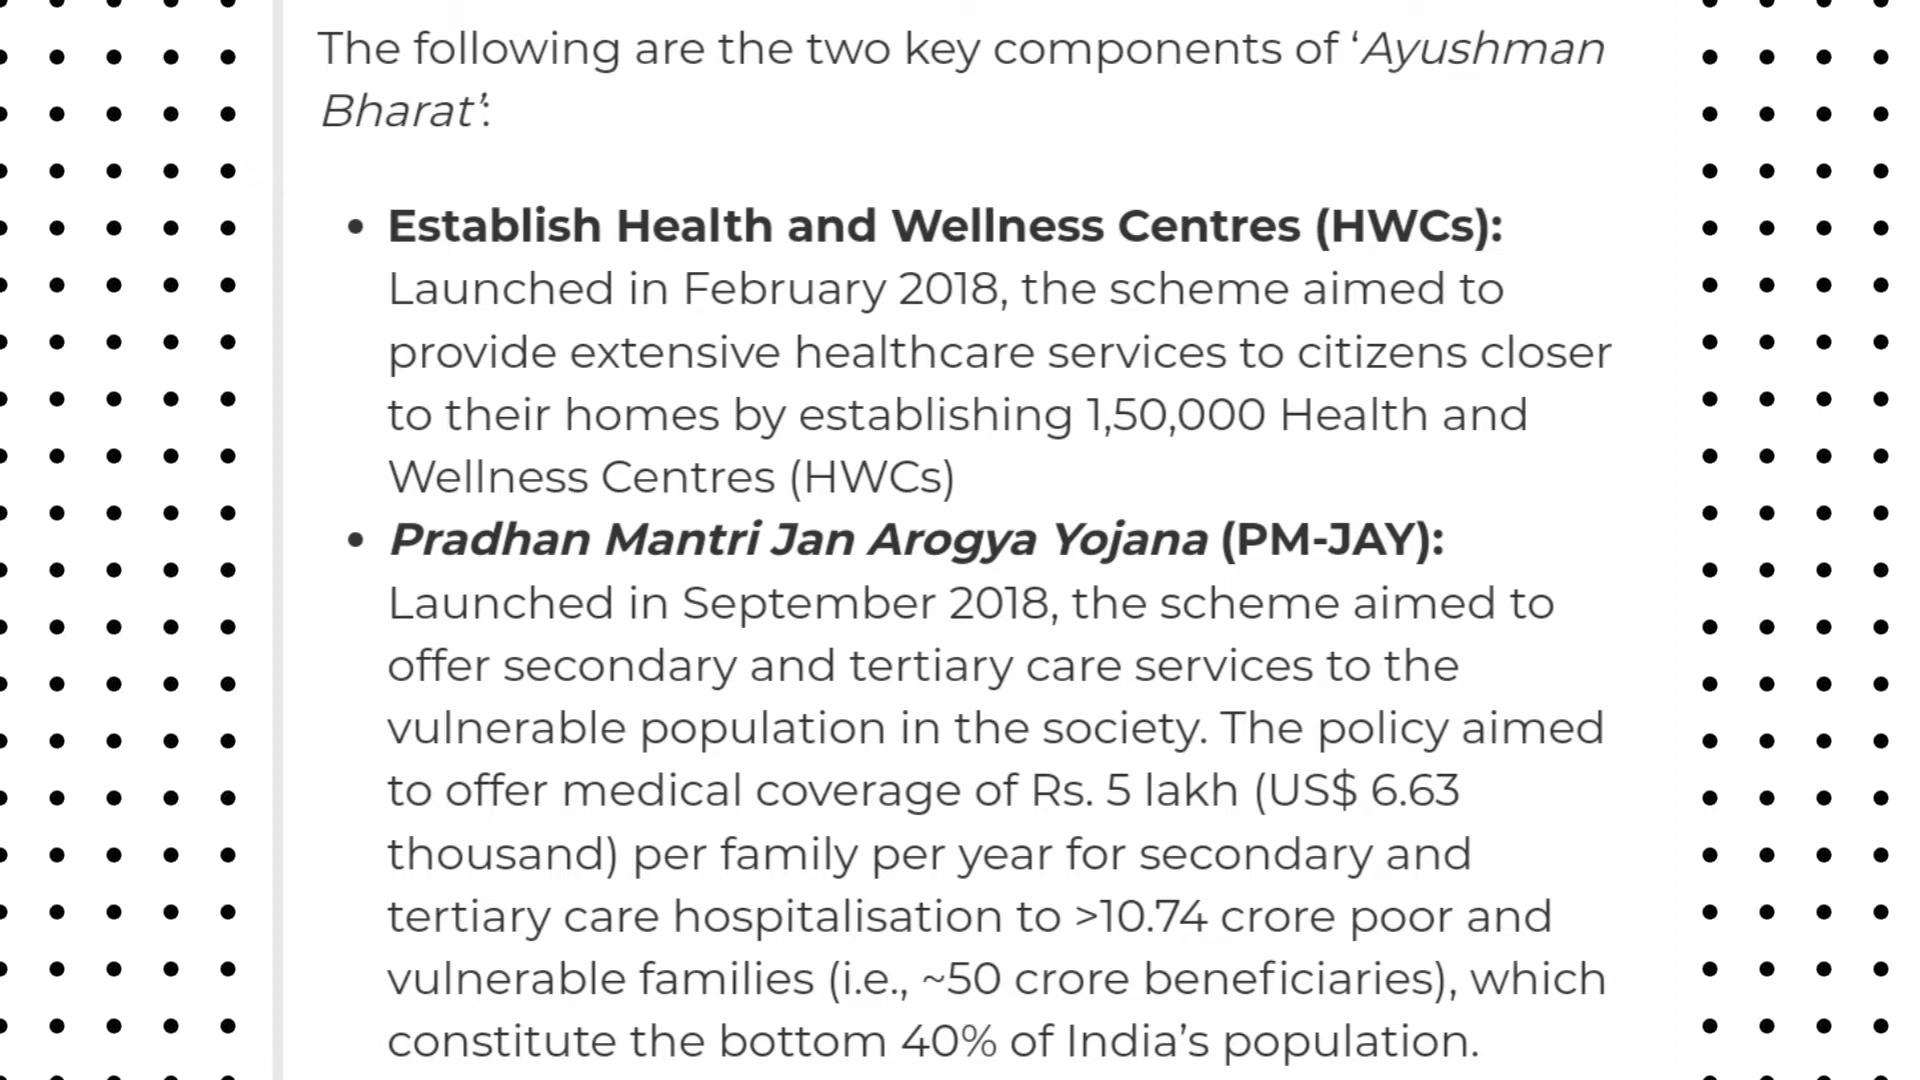 The following are the two key components of ‘Ayushman
Bharat’:
• Establish Health and Wellness Centres (HWCs):
Launched in February 2018, the scheme aimed to
provide extensive healthcare services to citizens closer
to their homes by establishing 1,50,000 Health and
Wellness Centres (HWCs)
• Pradhan Mantri Jan Arogya Yojana (PM-JAY):
Launched in September 2018, the scheme aimed to
offer secondary and tertiary care services to the
vulnerable population in the society. The policy aimed
to offer medical coverage of Rs. 5 lakh (US$ 6.63
thousand) per family per year for secondary and
tertiary care hospitalisation to >10.74 crore poor and
vulnerable families (i.e., ~50 crore beneficiaries), which
constitute the bottom 40% of India’s population.